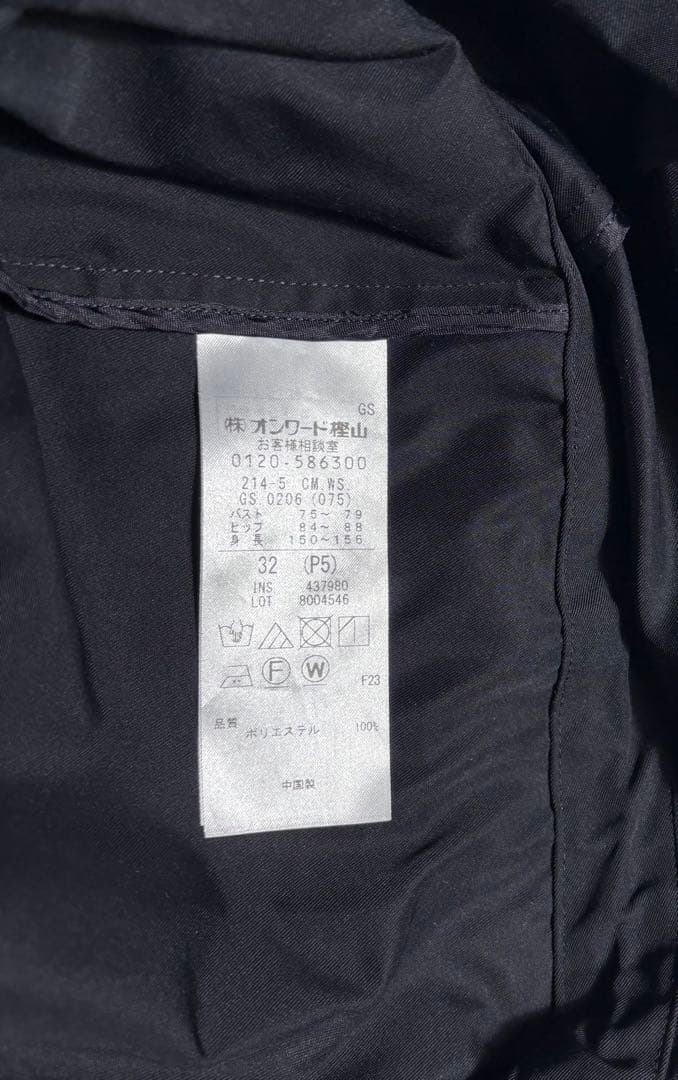 GS
(株)オンワード樫山
お客様相談室
0120-586300
214-5 CM.WS.
GS.0206 (075)
バスト 75～ 79
ヒップ 84～ 88
身長 150～156
32 (P5)
INS 437980
LOT 8004546
F W
F23
品質 ポリエステル 100%
中国製